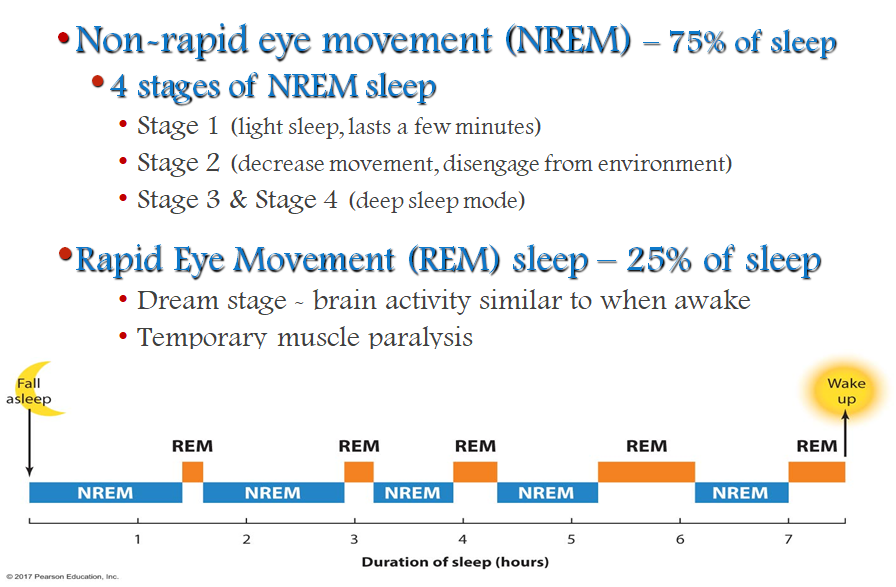 • Non-rapid eye movement (NREM) – 75% of sleep
• 4 stages of NREM sleep
• Stage 1 (light sleep, lasts a few minutes)
• Stage 2 (decrease movement, disengage from environment)
• Stage 3 & Stage 4 (deep sleep mode)
• Rapid Eye Movement (REM) sleep – 25% of sleep
• Dream stage - brain activity similar to when awake
• Temporary muscle paralysis
Fall
asleep
Wake
up
REM REM REM REM REM
NREM NREM NREM NREM NREM
1 2 3 4 5 6 7
Duration of sleep (hours)
© 2017 Pearson Education, Inc.